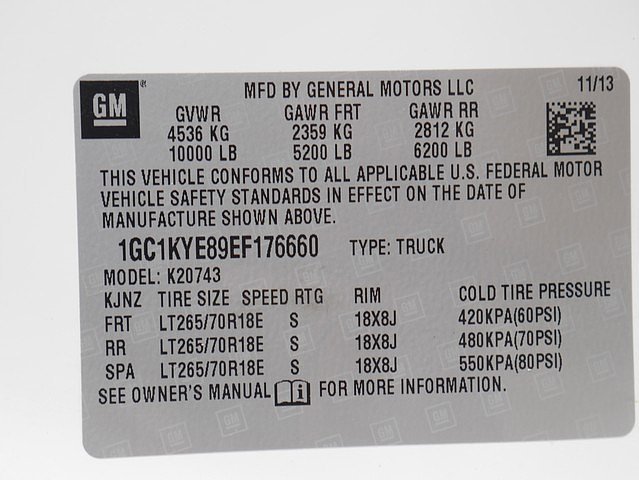 GM ® MFD BY GENERAL MOTORS LLC 11/13
GVWR GAWR FRT GAWR RR
4536 KG 2359 KG 2812 KG
10000 LB 5200 LB 6200 LB
THIS VEHICLE CONFORMS TO ALL APPLICABLE U.S. FEDERAL MOTOR
VEHICLE SAFETY STANDARDS IN EFFECT ON THE DATE OF
MANUFACTURE SHOWN ABOVE.
1GC1KYE89EF176660 TYPE: TRUCK
MODEL: K20743
KJNZ TIRE SIZE SPEED RTG RIM COLD TIRE PRESSURE
FRT LT265/70R18E S 18X8J 420KPA(60PSI)
RR LT265/70R18E S 18X8J 480KPA(70PSI)
SPA LT265/70R18E S 18X8J 550KPA(80PSI)
SEE OWNER'S MANUAL i FOR MORE INFORMATION.